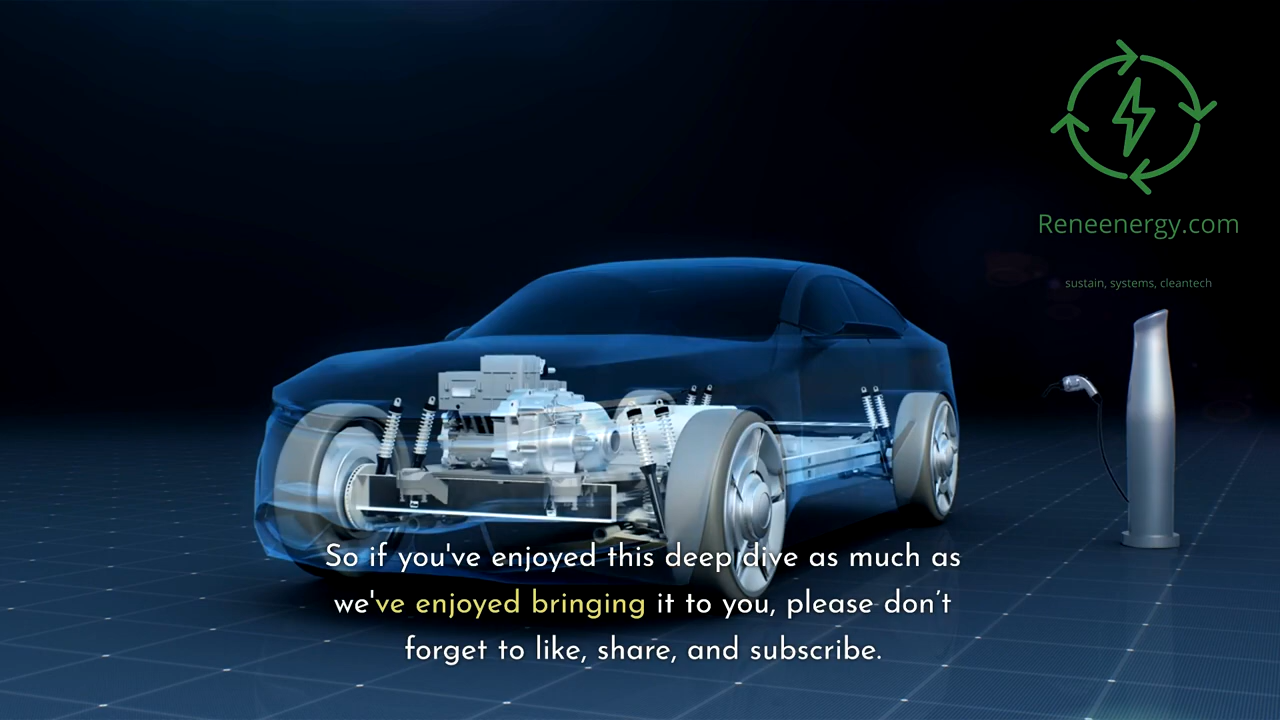 Reneenergy.com
sustain, systems, cleantech
So if you've enjoyed this deep dive as much as
we've enjoyed bringing it to you, please don’t
forget to like, share, and subscribe.